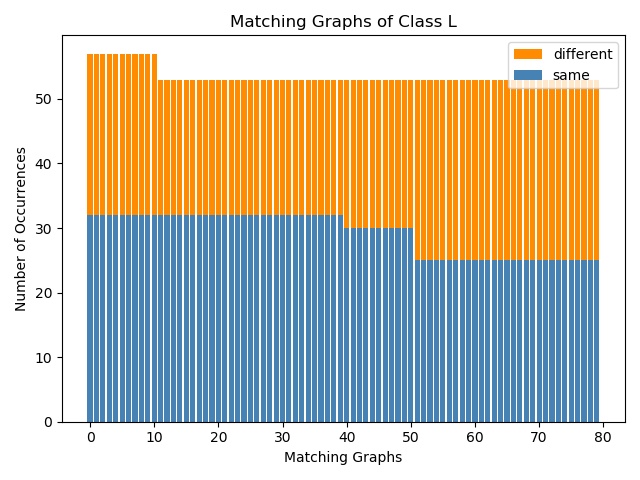 Matching Graphs of Class L
different
same
Number of Occurrences
50
40
30
20
10
0
0 10 20 30 40 50 60 70 80
Matching Graphs